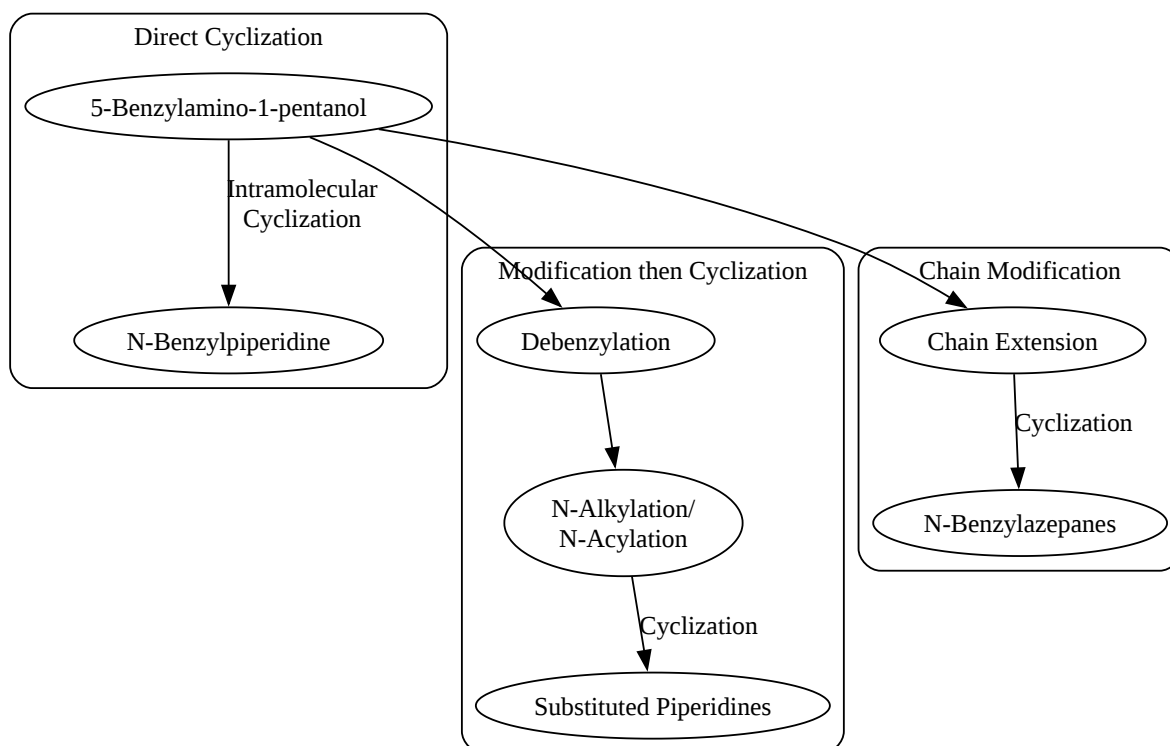 Direct Cyclization
5-Benzylamino-1-pentanol
Intramolecular
Cyclization
N-Benzylpiperidine
Modification then Cyclization
Debenzylation
N-Alkylation/
N-Acylation
Cyclization
Substituted Piperidines
Chain Modification
Chain Extension
Cyclization
N-Benzylazepanes